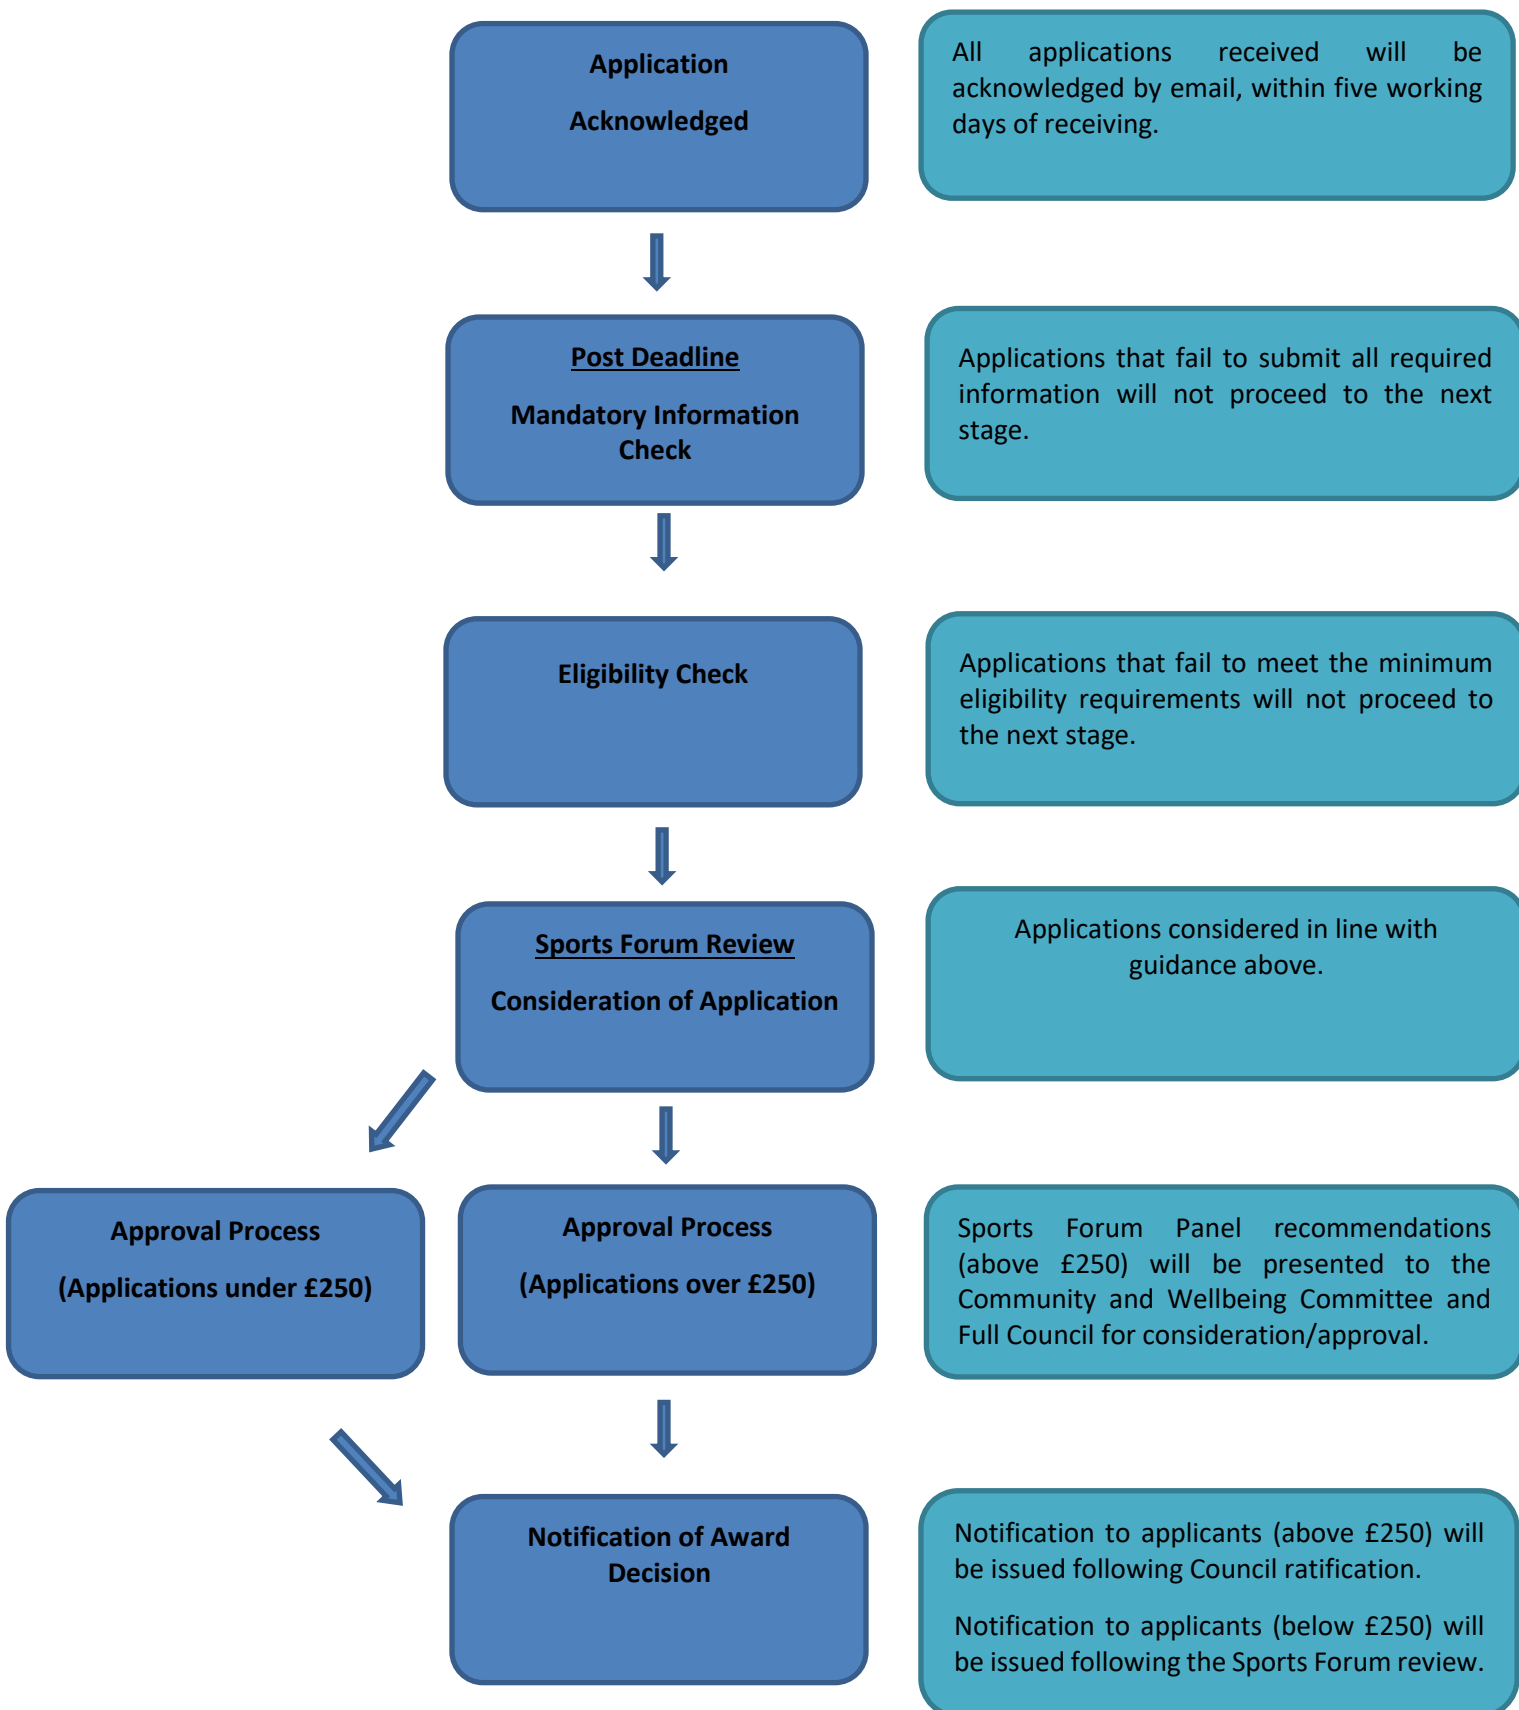 Application
Acknowledged
All applications received will be
acknowledged by email, within five working
days of receiving.
Post Deadline
Mandatory Information
Check
Applications that fail to submit all required
information will not proceed to the next
stage.
Eligibility Check
Applications that fail to meet the minimum
eligibility requirements will not proceed to
the next stage.
Sports Forum Review
Consideration of Application
Applications considered in line with
guidance above.
Approval Process
(Applications under £250)
Approval Process
(Applications over £250)
Sports Forum Panel recommendations
(above £250) will be presented to the
Community and Wellbeing Committee and
Full Council for consideration/approval.
Notification of Award
Decision
Notification to applicants (above £250) will
be issued following Council ratification.
Notification to applicants (below £250) will
be issued following the Sports Forum review.